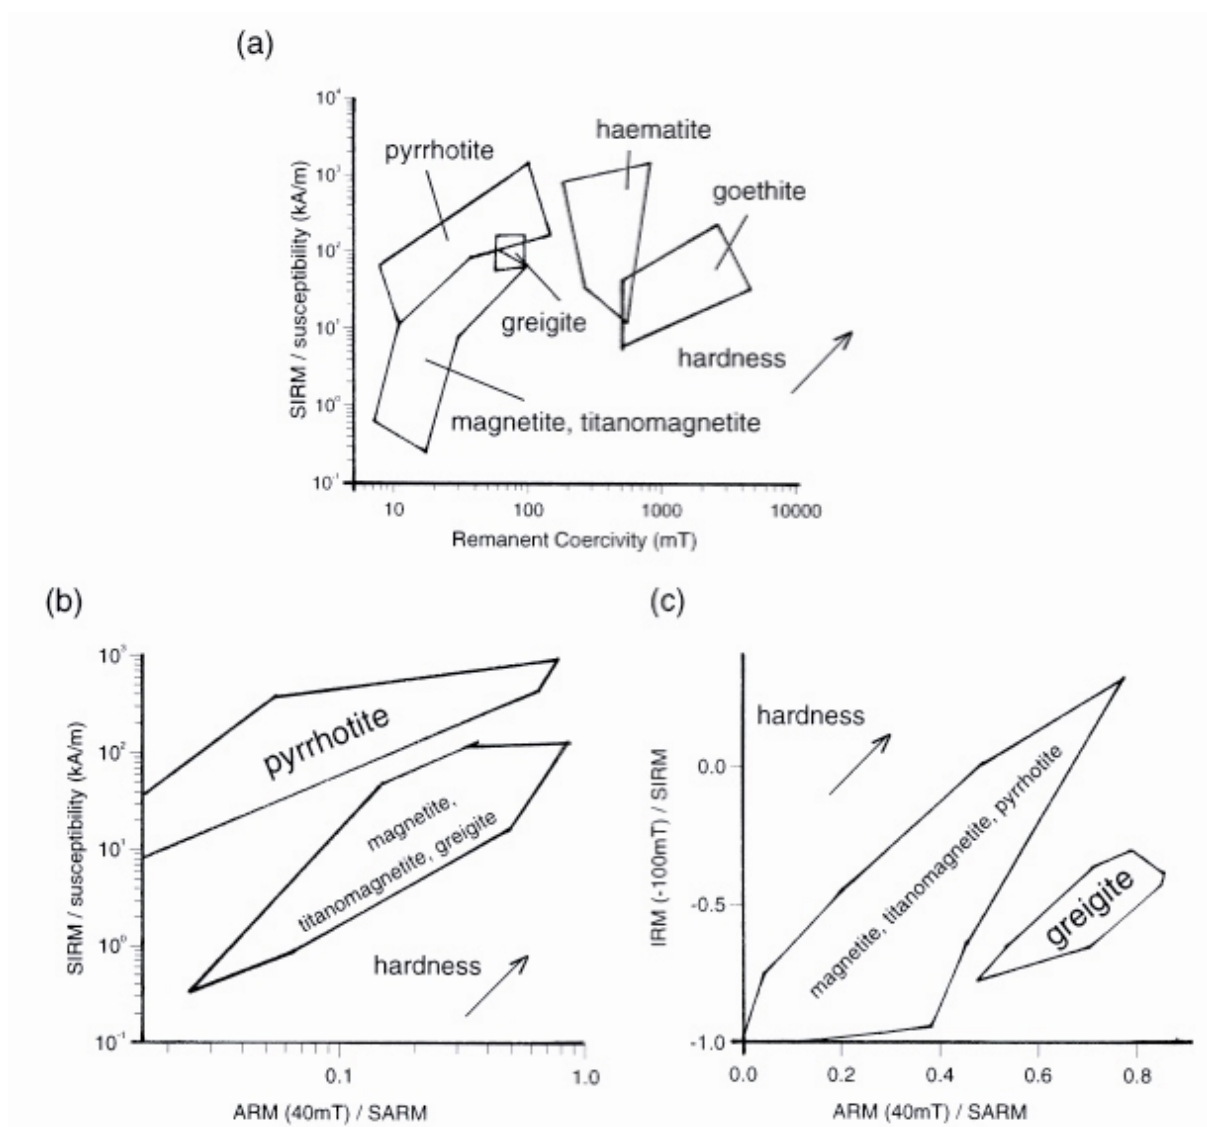 (a)
10⁴
10³
10²
10¹
10⁰
10⁻¹
SIRM / susceptibility (kA/m)
pyrrhotite
haematite
goethite
greigite
hardness
magnetite, titanomagnetite
10 100 1000 10000
Remanent Coercivity (mT)
(b)
10³
10²
10¹
10⁰
10⁻¹
SIRM / susceptibility (kA/m)
pyrrhotite
magnetite,
titanomagnetite, greigite
hardness
0.1 1.0
ARM (40mT) / SARM
(c)
hardness
0.0
-0.5
-1.0
IRM (-100mT) / SIRM
magnetite, titanomagnetite, pyrrhotite
greigite
0.0 0.2 0.4 0.6 0.8
ARM (40mT) / SARM